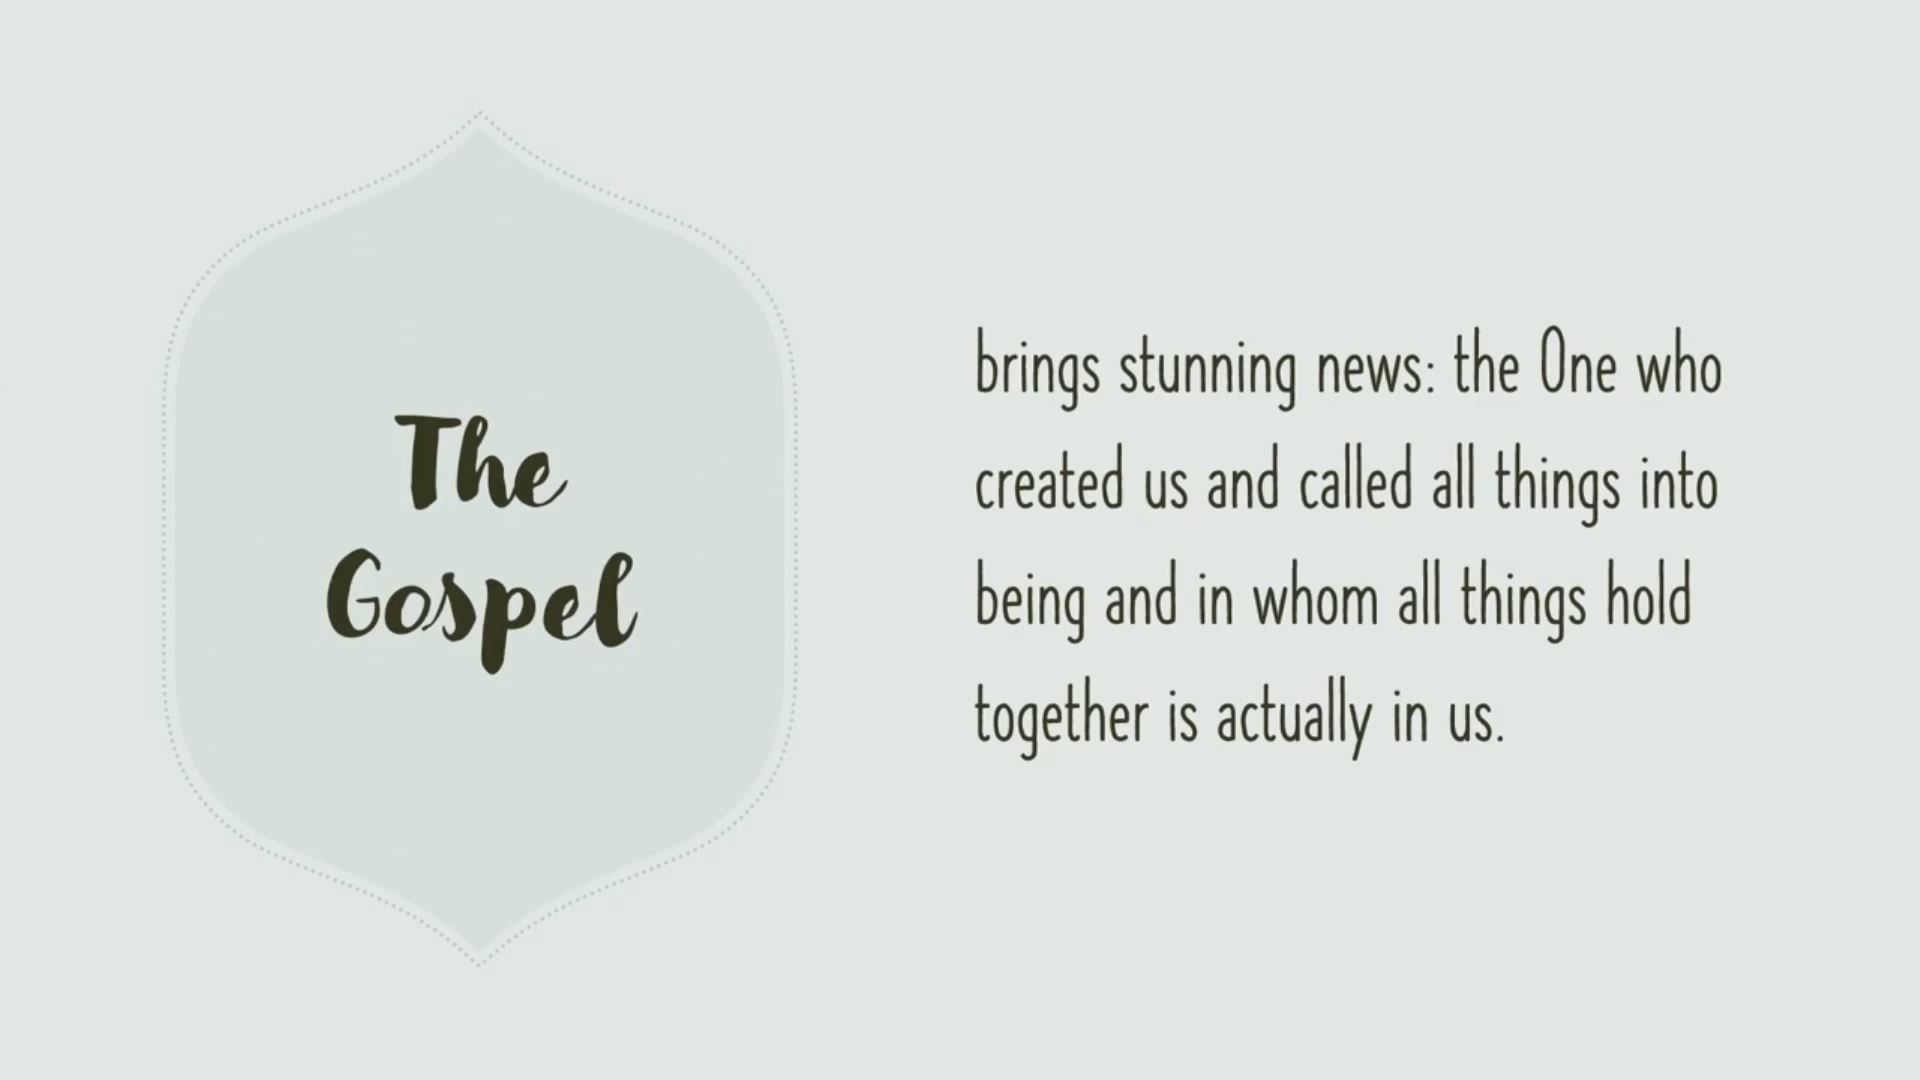 The
Gospel
brings stunning news: the One who
created us and called all things into
being and in whom all things hold
together is actually in us.